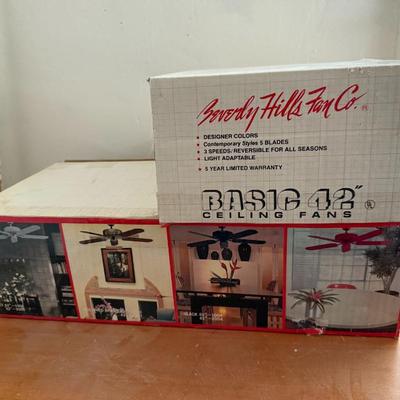 Beverly Hills Fan Co. ®
• DESIGNER COLORS
• Contemporary Styles 5 BLADES
• 3 SPEEDS/REVERSIBLE FOR ALL SEASONS
• LIGHT ADAPTABLE
• 5 YEAR LIMITED WARRANTY
BASIC 42"
CEILING FANS
BLACK